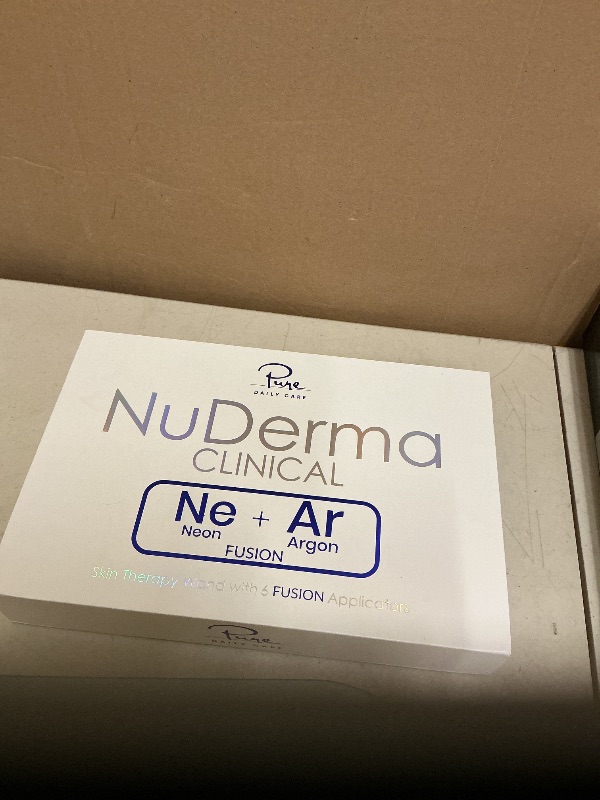 Pure
DAILY CARE
NuDerma
CLINICAL
Ne + Ar
Neon Argon
FUSION
Skin Therapy Wand with 6 FUSION Applicators
Pure
DAILY CARE